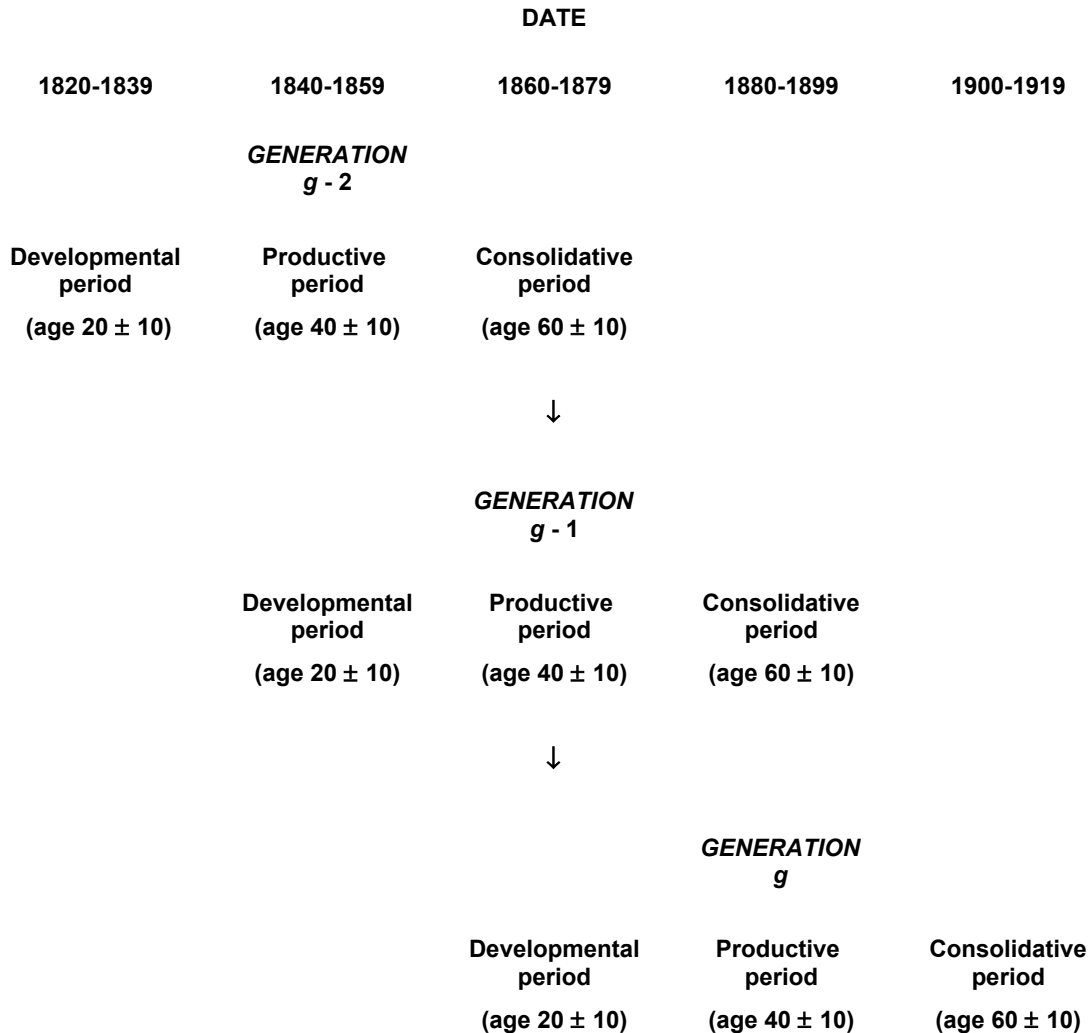 DATE
1820-1839 1840-1859 1860-1879 1880-1899 1900-1919
GENERATION
g - 2
Developmental Productive Consolidative
period period period
(age 20 ± 10) (age 40 ± 10) (age 60 ± 10)
↓
GENERATION
g - 1
Developmental Productive Consolidative
period period period
(age 20 ± 10) (age 40 ± 10) (age 60 ± 10)
↓
GENERATION
g
Developmental Productive Consolidative
period period period
(age 20 ± 10) (age 40 ± 10) (age 60 ± 10)